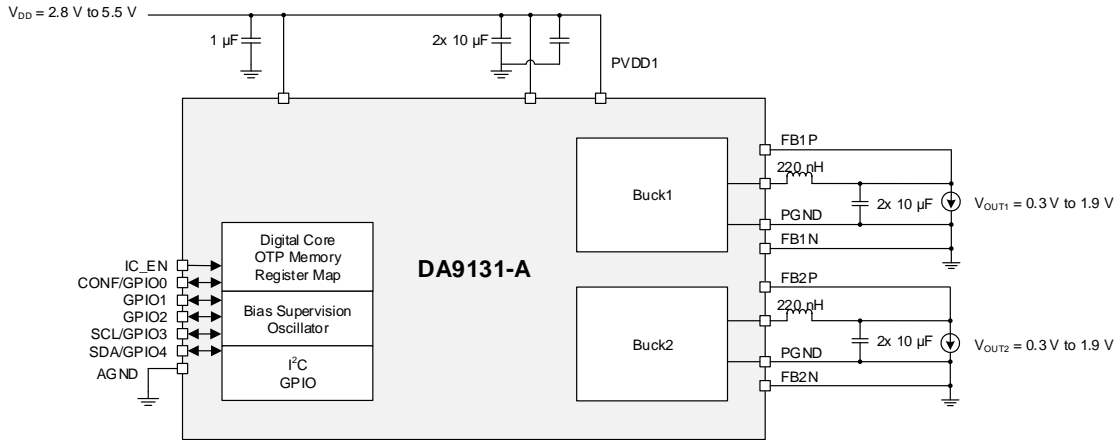 V_DD = 2.8 V to 5.5 V
1 µF
2x 10 µF
PVDD1
FB1P
220 nH
Buck1
2x 10 µF
V_OUT1 = 0.3 V to 1.9 V
PGND
FB1N
Digital Core
OTP Memory
Register Map
DA9131-A
IC_EN
CONF/GPIO0
GPIO1
GPIO2
SCL/GPIO3
SDA/GPIO4
AGND
Bias Supervision
Oscillator
I²C
GPIO
FB2P
220 nH
Buck2
2x 10 µF
V_OUT2 = 0.3 V to 1.9 V
PGND
FB2N